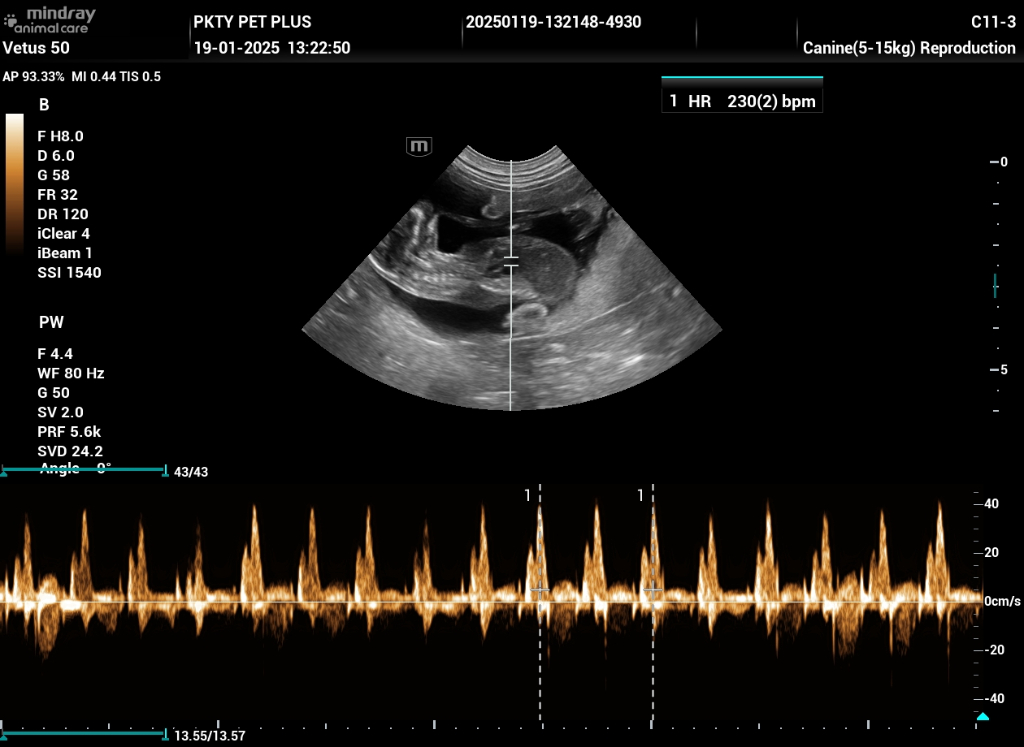 mindray
animal care
PKTY PET PLUS
20250119-132148-4930
C11-3
Vetus 50
19-01-2025 13:22:50
Canine(5-15kg) Reproduction
AP 93.33% MI 0.44 TIS 0.5
1 HR 230(2) bpm
B
F H8.0
D 6.0
G 58
FR 32
DR 120
iClear 4
iBeam 1
SSI 1540
m
0
5
PW
F 4.4
WF 80 Hz
G 50
SV 2.0
PRF 5.6k
SVD 24.2
Angle 0°
43/43
1
1
40
20
0cm/s
-20
-40
13.55/13.57